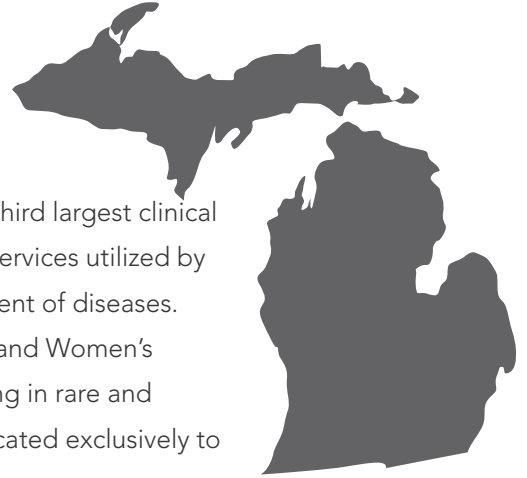 hird largest clinical
ervices utilized by
ent of diseases.
and Women’s
ng in rare and
cated exclusively to